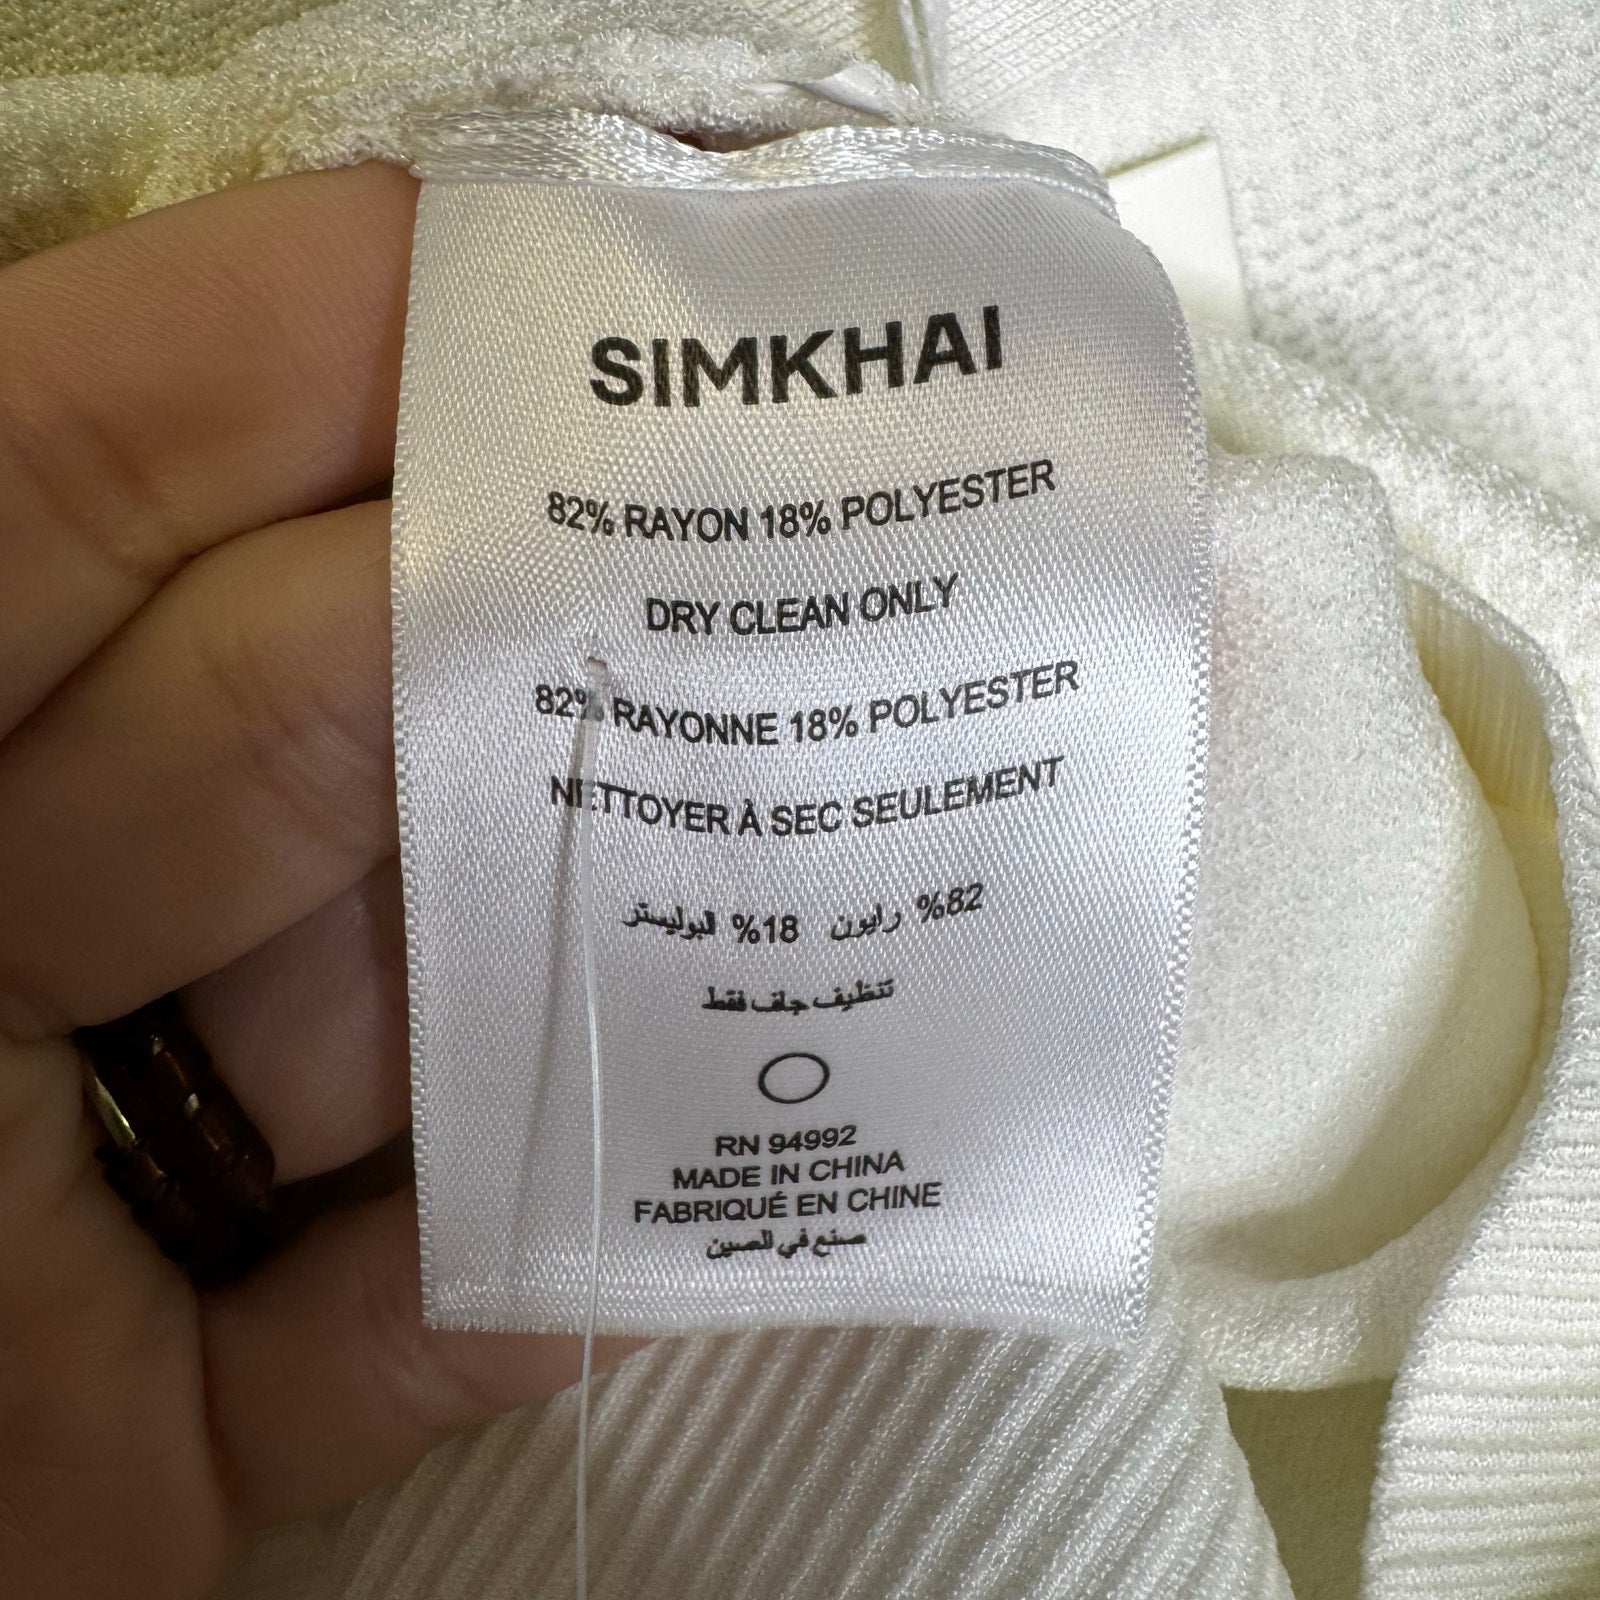 SIMKHAI
82% RAYON 18% POLYESTER
DRY CLEAN ONLY
82% RAYONNE 18% POLYESTER
NETTOYER À SEC SEULEMENT
%82 رايون %18 البوليستر
تنظيف جاف فقط
RN 94992
MADE IN CHINA
FABRIQUÉ EN CHINE
صنع في الصين